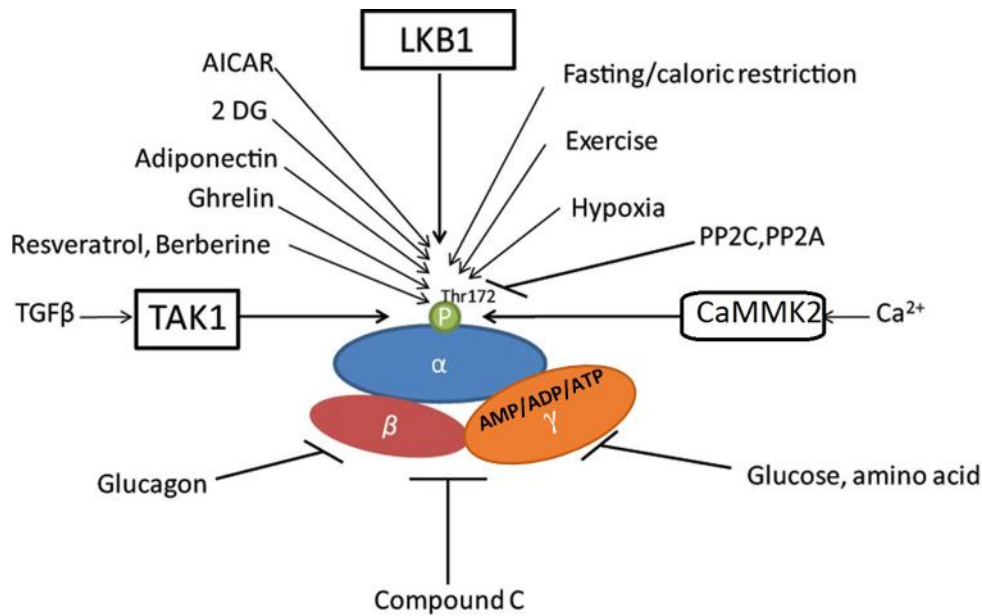 LKB1
AICAR
Fasting/caloric restriction
2 DG
Exercise
Adiponectin
Ghrelin
Hypoxia
Resveratrol, Berberine
PP2C,PP2A
Thr172
TGFβ
TAK1
P
CaMMK2
Ca²⁺
α
AMP/ADP/ATP
β
γ
Glucagon
Glucose, amino acid
Compound C